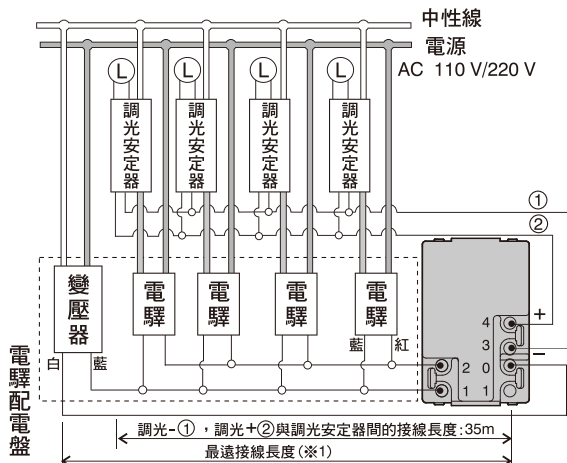 中性線
電源
AC 110 V/220 V
L L L L
調光安定器 調光安定器 調光安定器 調光安定器
①
②
變壓器 電驛 電驛 電驛 電驛
白 藍 藍 紅
4 +
3 −
2 0
1 1
電驛配電盤
調光-①，調光+②與調光安定器間的接線長度:35m
最遠接線長度(※1)